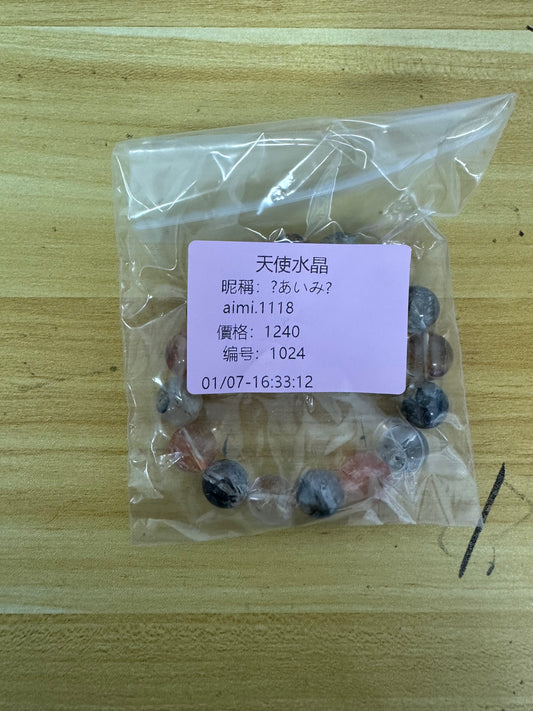 天使水晶
昵稱：?あいみ?
aimi.1118
價格：1240
编号：1024
01/07-16:33:12